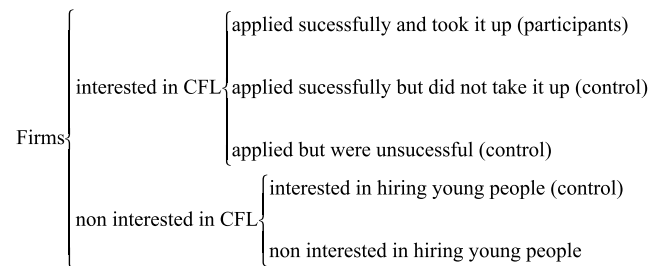 applied sucessfully and took it up (participants)
interested in CFL
applied sucessfully but did not take it up (control)
applied but were unsucessful (control)
Firms
interested in hiring young people (control)
non interested in CFL
non interested in hiring young people